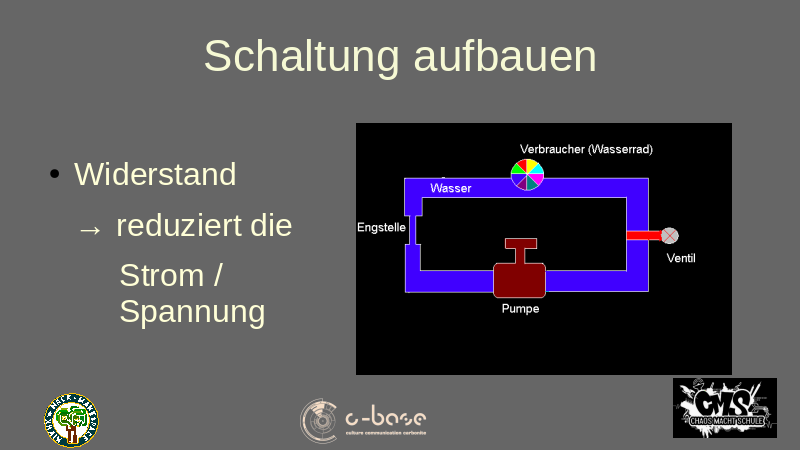 Schaltung aufbauen
• Widerstand
→ reduziert die
Strom /
Spannung
Verbraucher (Wasserrad)
Wasser
Engstelle
Ventil
Pumpe
c-base
culture communication carbonite
CMS
CHAOS MACHT SCHULE